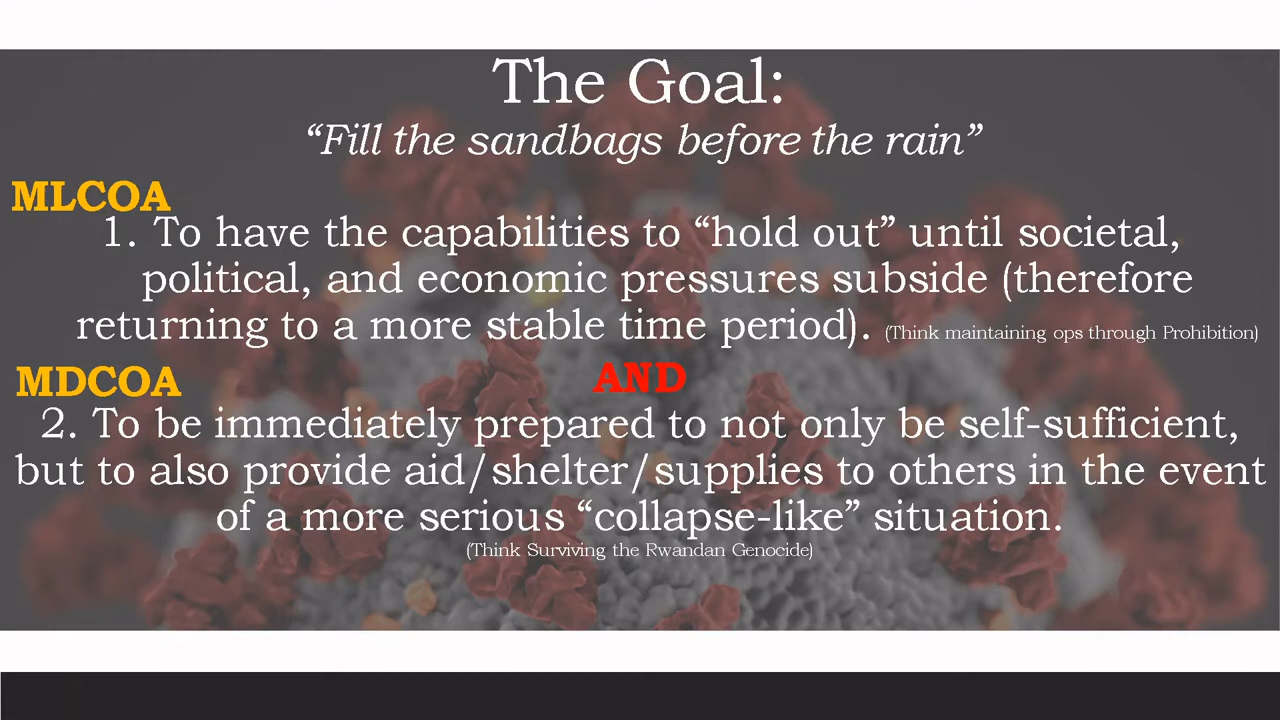 The Goal:
“Fill the sandbags before the rain”
MLCOA
1. To have the capabilities to “hold out” until societal,
political, and economic pressures subside (therefore
returning to a more stable time period). (Think maintaining ops through Prohibition)
MDCOA
AND
2. To be immediately prepared to not only be self-sufficient,
but to also provide aid/shelter/supplies to others in the event
of a more serious “collapse-like” situation.
(Think Surviving the Rwandan Genocide)